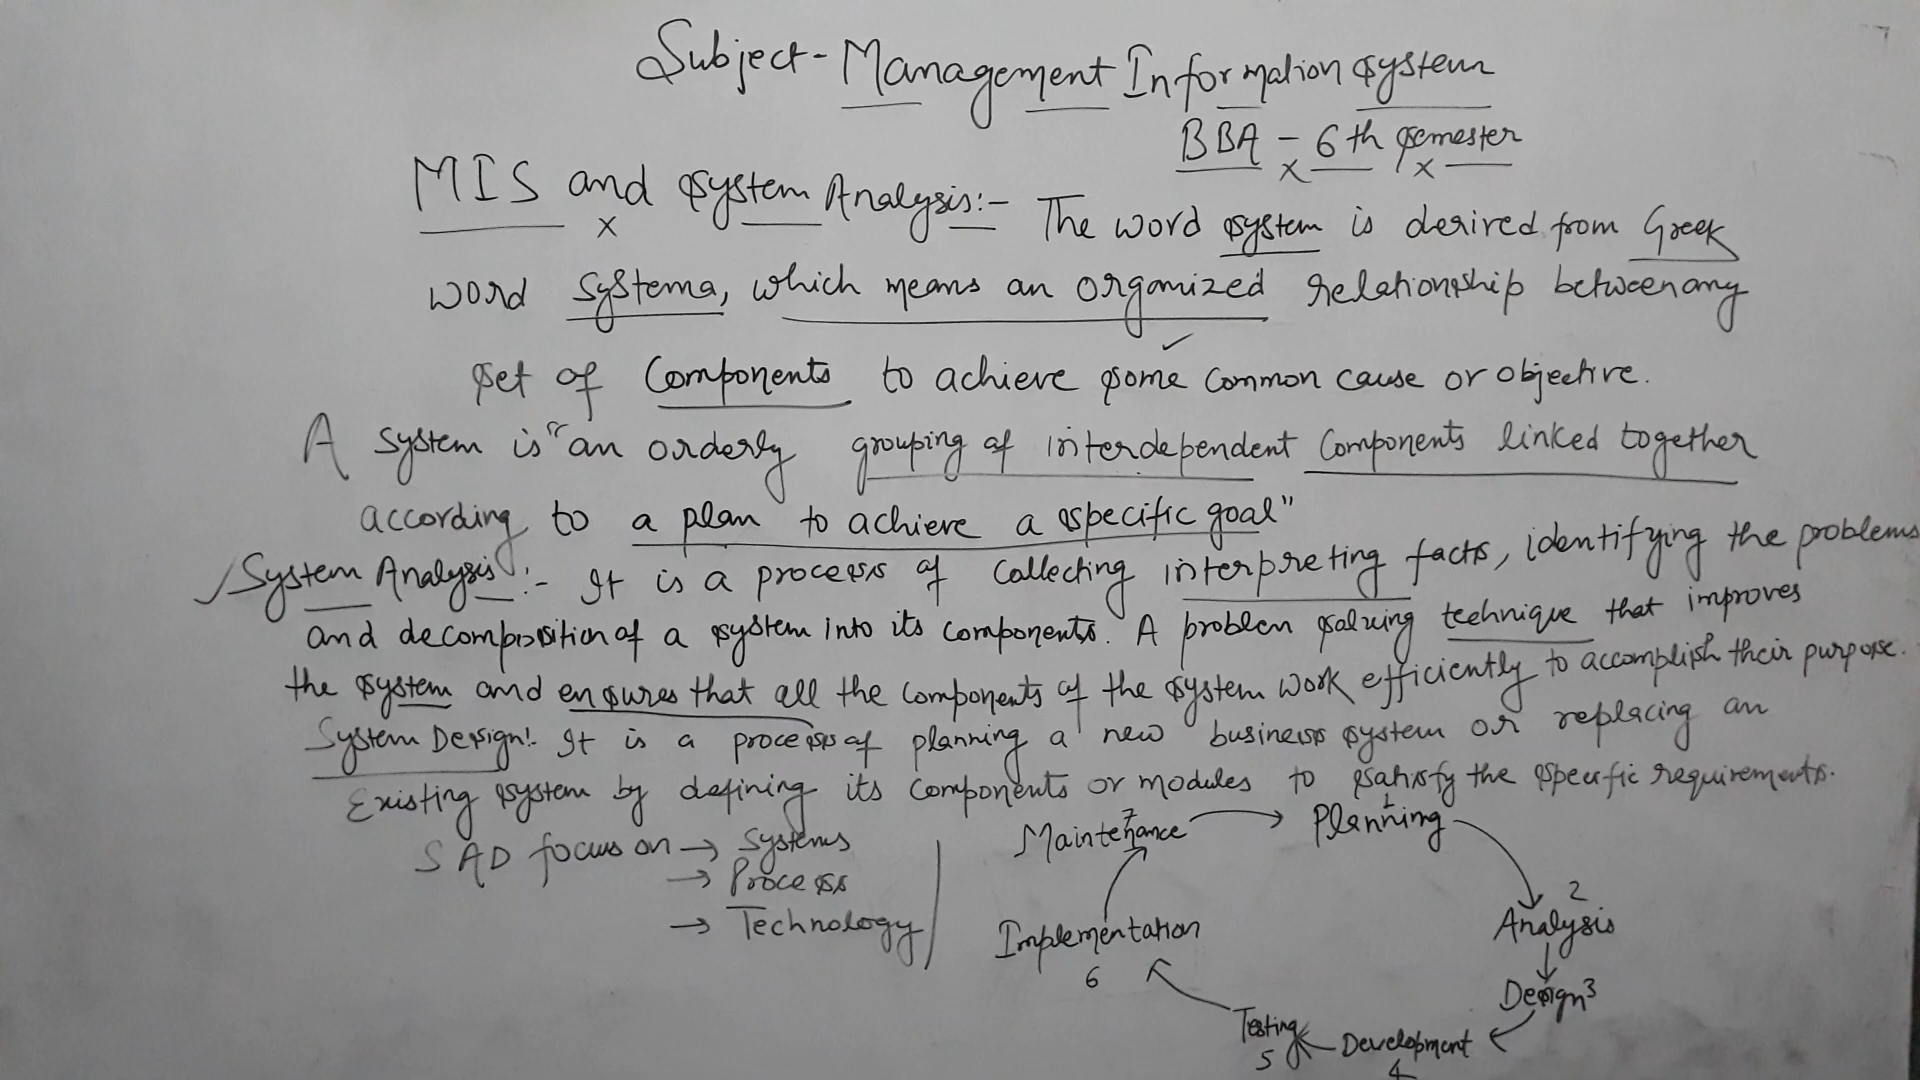 Subject - Management Information system
BBA - 6th semester
MIS and system Analysis:- The word system is derived from Greek
word systema, which means an organized relationship between any
set of components to achieve some common cause or objective.
A system is "an orderly grouping of interdependent components linked together
according to a plan to achieve a specific goal"
System Analysis:- It is a process of collecting interpreting facts, identifying the problems
and decomposition of a system into its components. A problem solving technique that improves
the system and ensures that all the components of the system work efficiently to accomplish their purpose.
System Design:- It is a process of planning a new business system or replacing an
Existing system by defining its components or modules to satisfy the specific requirements.
SAD focus on → Systems
→ Process
→ Technology
Planning 1
Analysis 2
Design 3
Development 4
Testing 5
Implementation 6
Maintenance 7